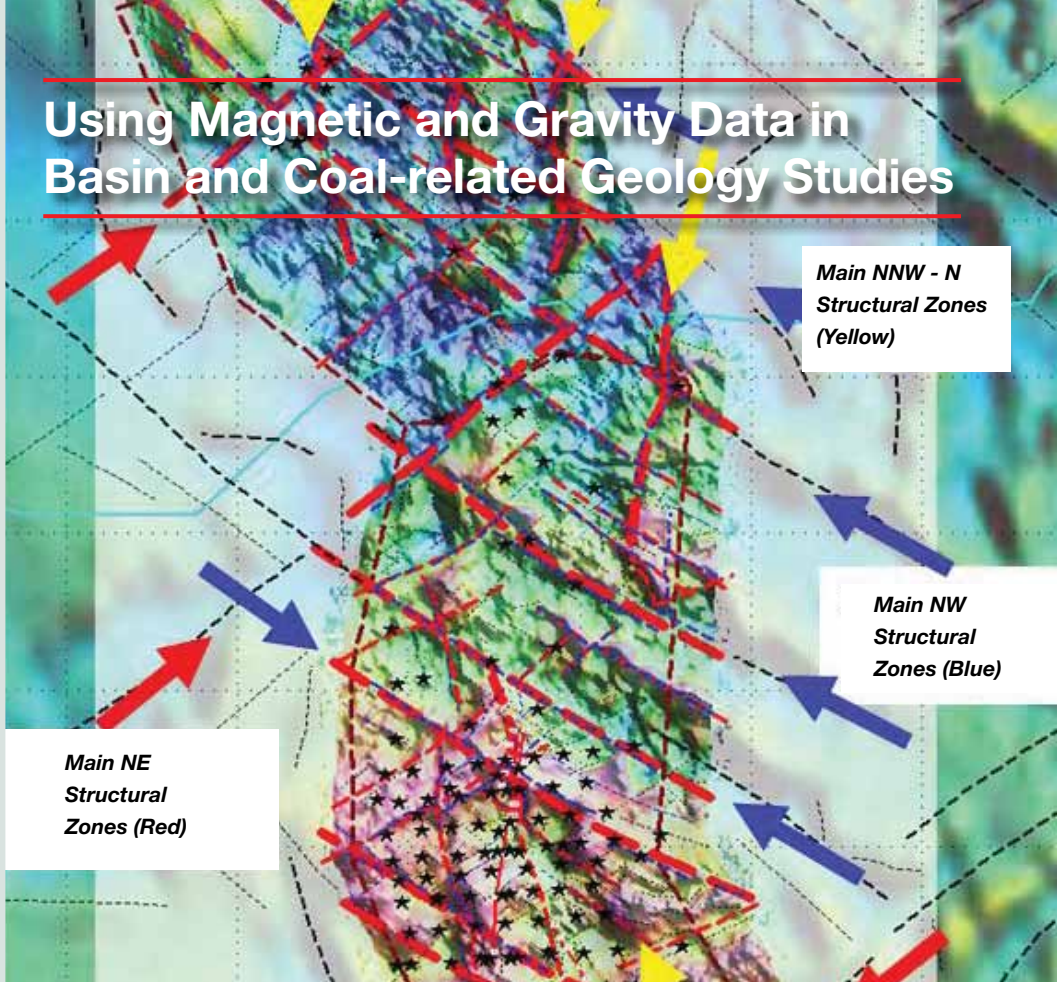 Using Magnetic and Gravity Data in
Basin and Coal-related Geology Studies
Main NNW - N
Structural Zones
(Yellow)
Main NW
Structural
Zones (Blue)
Main NE
Structural
Zones (Red)